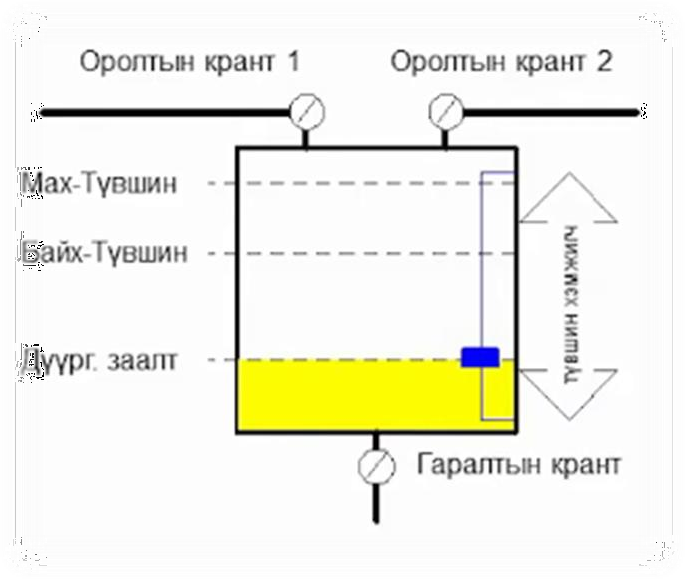 Оролтын крант 1
Оролтын крант 2
Мах-Түвшин
Байх-Түвшин
Дүүрг. заалт
түвшин хэмжигч
Гаралтын крант